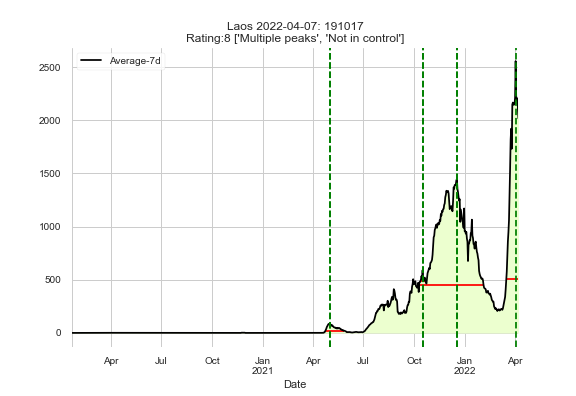 Laos 2022-04-07: 191017
Rating:8 ['Multiple peaks', 'Not in control']
Average-7d
2500
2000
1500
1000
500
0
Apr Jul Oct Jan Apr Jul Oct Jan Apr
2021 2022
Date